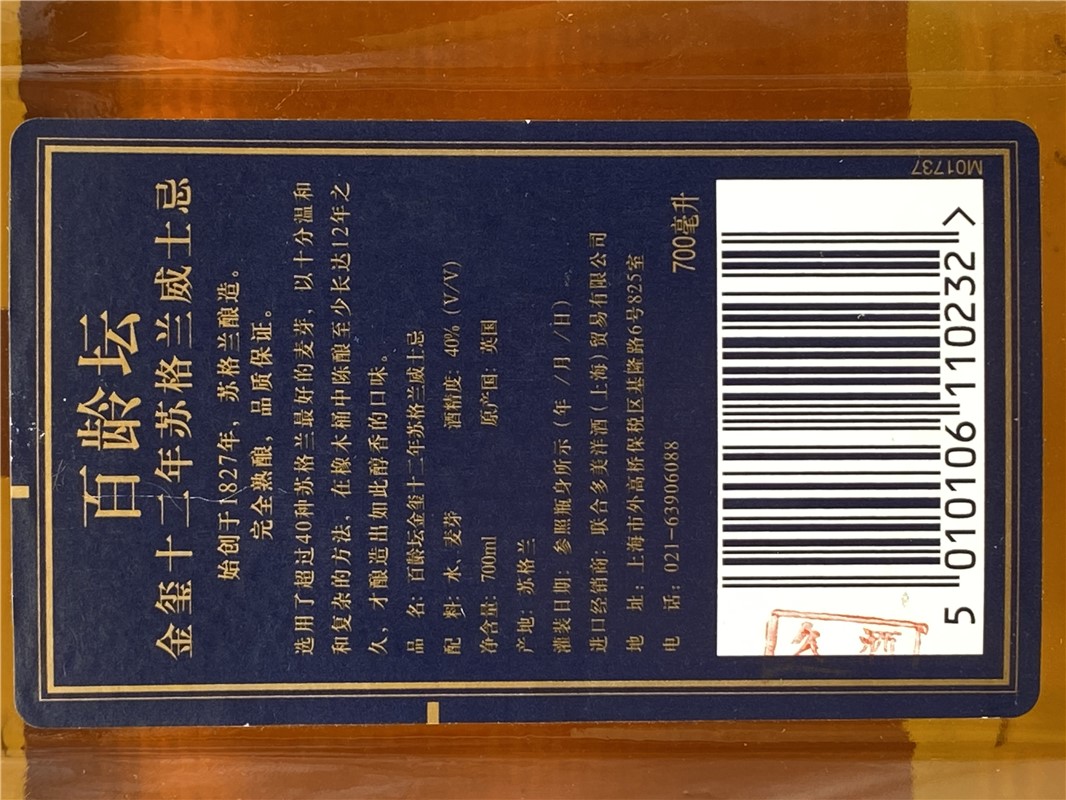 百龄坛
金玺十二年苏格兰威士忌
始创于1827年，苏格兰酿造。
完全熟酿，品质保证。
选用了超过40种苏格兰最好的麦芽，以十分温和
和复杂的方法，在橡木桶中陈酿至少长达12年之
久，才酿造出如此醇香的口味。
品 名: 百龄坛金玺十二年苏格兰威士忌
配 料: 水、麦芽 酒精度: 40% (V/V)
净含量: 700ml 原产国: 英国
产地: 苏格兰
灌装日期: 参照瓶身所示 (年 /月 /日)
进口经销商: 联合多美洋酒(上海)贸易有限公司
地 址: 上海市外高桥保税区基隆路6号825室
电 话: 021-63906088
700毫升
M01737
5 010106 110232 >